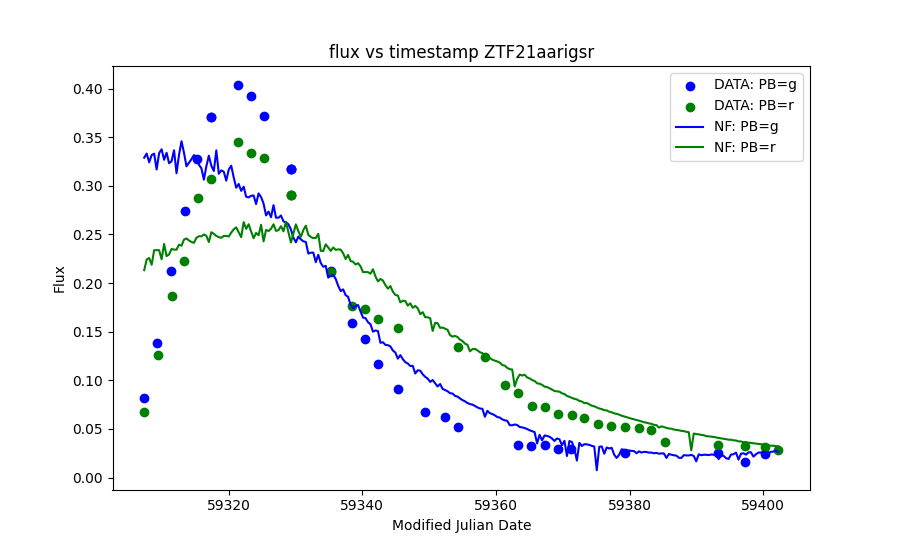 flux vs timestamp ZTF21aarigsr
DATA: PB=g
DATA: PB=r
NF: PB=g
NF: PB=r
0.40
0.35
0.30
0.25
0.20
0.15
0.10
0.05
0.00
Flux
59320 59340 59360 59380 59400
Modified Julian Date